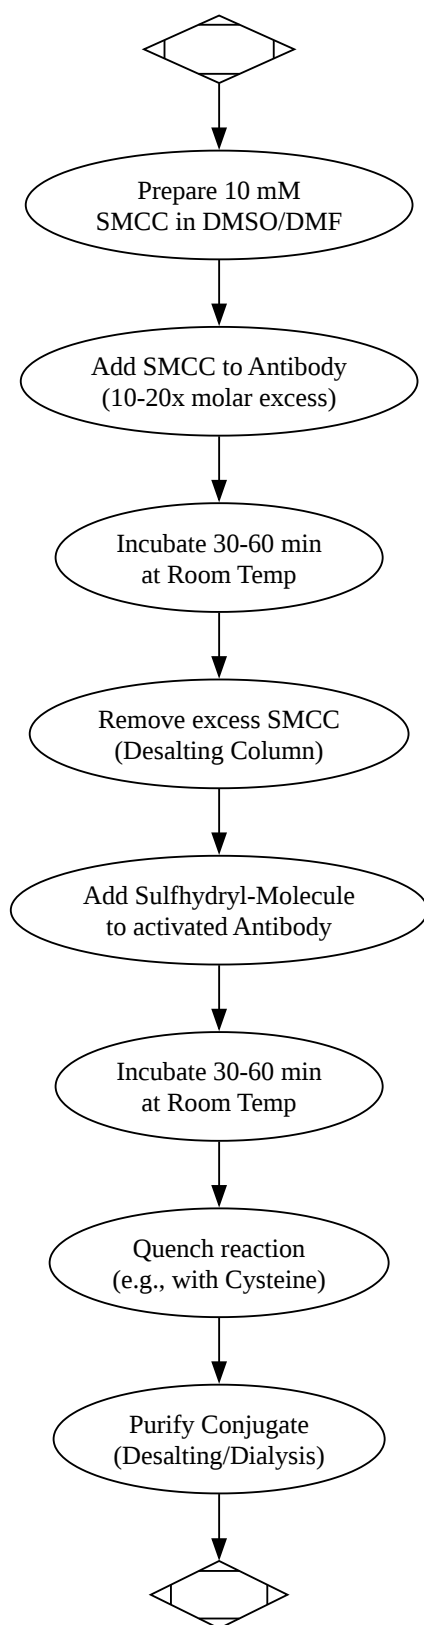 Prepare 10 mM
SMCC in DMSO/DMF
Add SMCC to Antibody
(10-20x molar excess)
Incubate 30-60 min
at Room Temp
Remove excess SMCC
(Desalting Column)
Add Sulfhydryl-Molecule
to activated Antibody
Incubate 30-60 min
at Room Temp
Quench reaction
(e.g., with Cysteine)
Purify Conjugate
(Desalting/Dialysis)